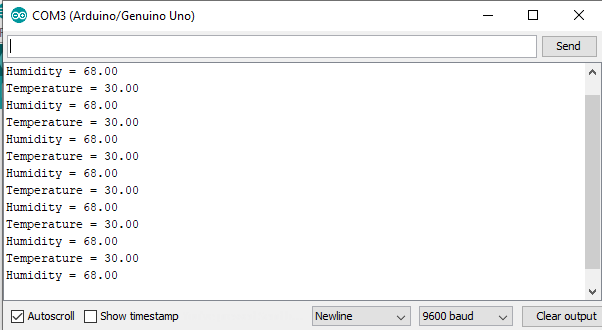 COM3 (Arduino/Genuino Uno)
Send
Humidity = 68.00
Temperature = 30.00
Humidity = 68.00
Temperature = 30.00
Humidity = 68.00
Temperature = 30.00
Humidity = 68.00
Temperature = 30.00
Humidity = 68.00
Temperature = 30.00
Humidity = 68.00
Temperature = 30.00
Humidity = 68.00
Autoscroll Show timestamp Newline 9600 baud Clear output